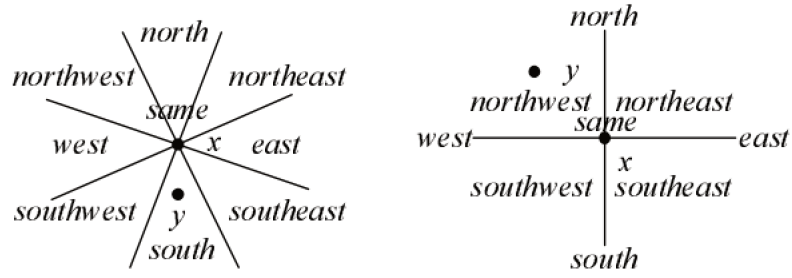 north
northwest northeast
same
west x east
southwest southeast
y
south
north
y
northwest northeast
same
west east
x
southwest southeast
south